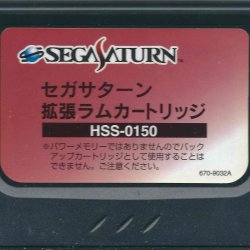 SEGA SATURN™
セガサターン
拡張ラムカートリッジ
HSS-0150
※パワーメモリーではありませんのでバック
アップカートリッジとして使用することは
できません。ご注意ください。
670-9032A